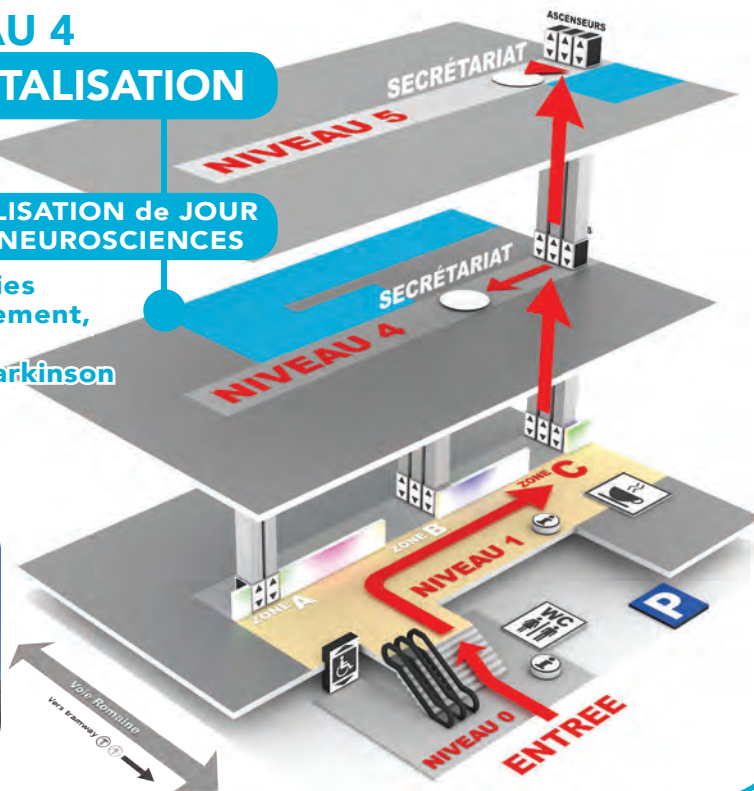 AU 4
TALISATION
LISATION de JOUR
NEUROSCIENCES
ies
ement,
arkinson
ASCENSEURS
SECRÉTARIAT
NIVEAU 5
S
SECRÉTARIAT
NIVEAU 4
ZONE C
ZONE B
NIVEAU 1
ZONE A
WC
P
NIVEAU 0
ENTREE
Voie Romaine
Vers tramway T